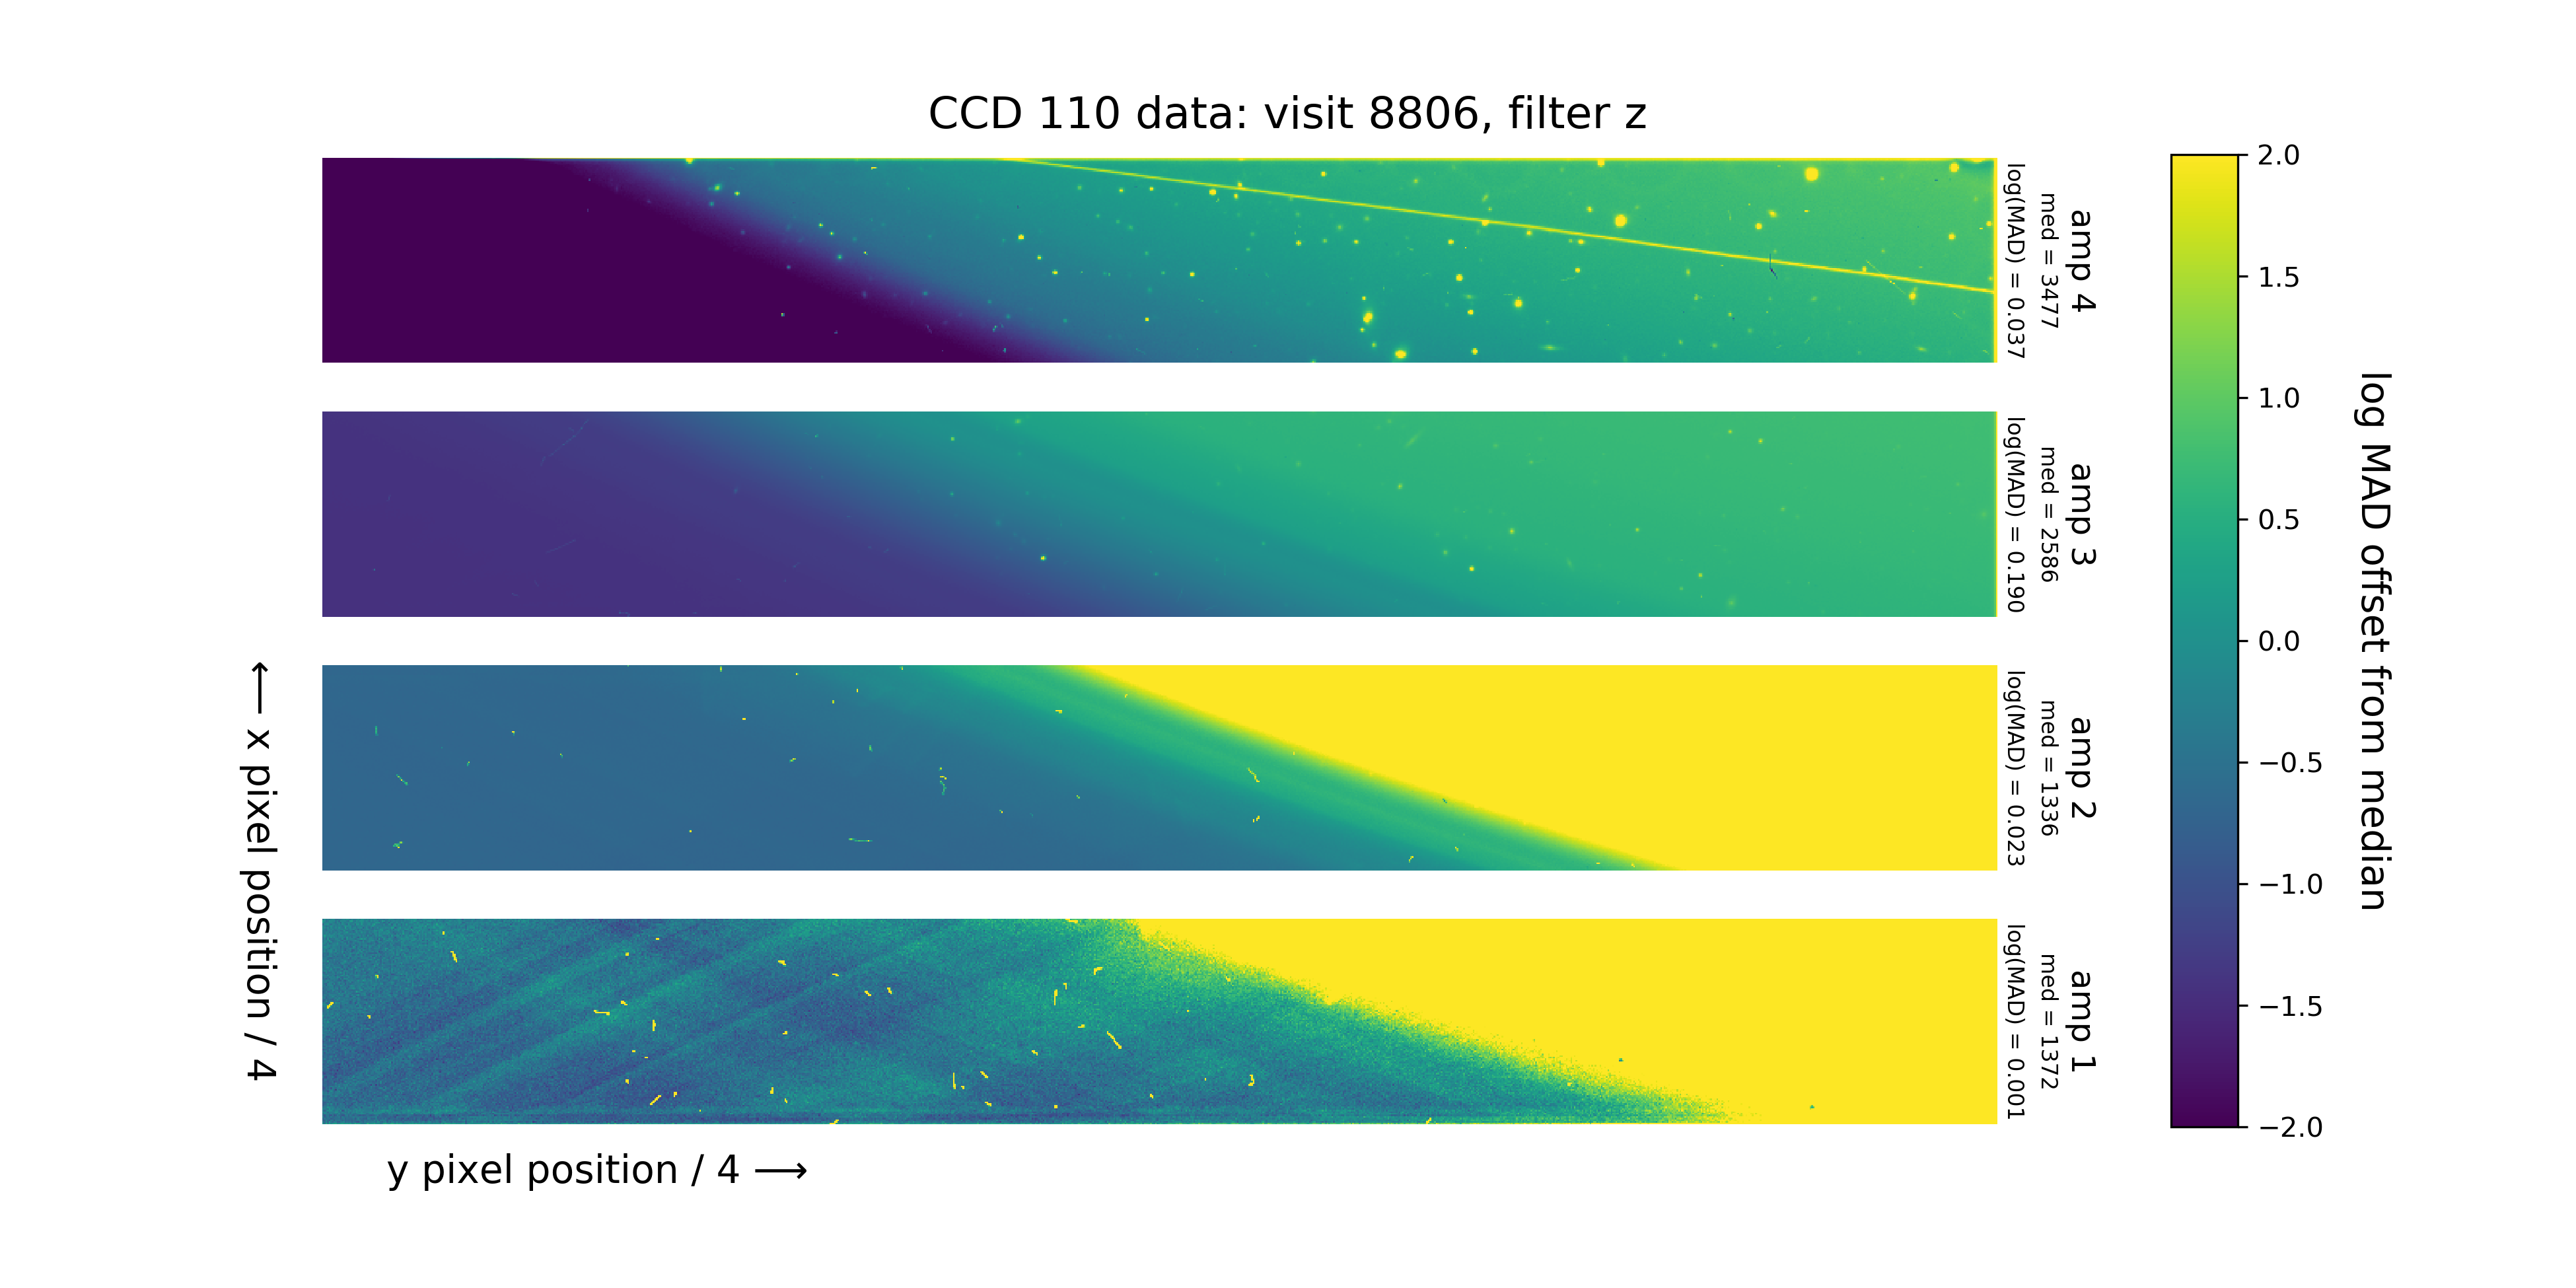 CCD 110 data: visit 8806, filter z
amp 4
med = 3477
log(MAD) = 0.037
amp 3
med = 2586
log(MAD) = 0.190
amp 2
med = 1336
log(MAD) = 0.023
amp 1
med = 1372
log(MAD) = 0.001
⟵ x pixel position / 4
y pixel position / 4 ⟶
2.0
1.5
1.0
0.5
0.0
−0.5
−1.0
−1.5
−2.0
log MAD offset from median